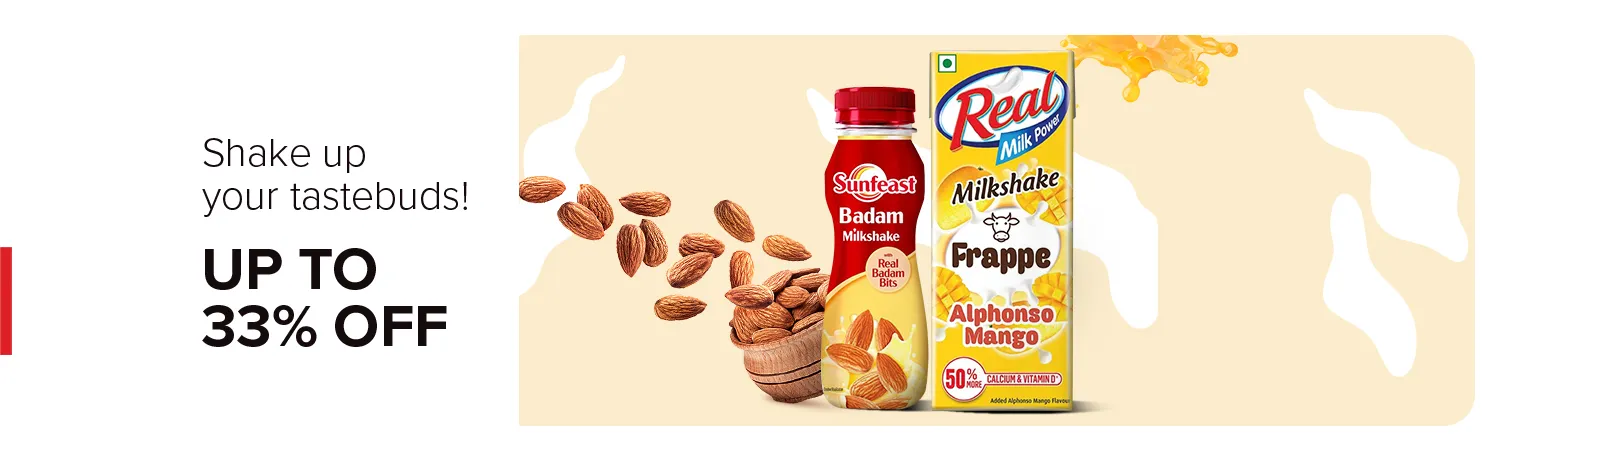 Shake up
your tastebuds!
UP TO
33% OFF
Sunfeast
Badam
Milkshake
with
Real
Badam
Bits
Real
Milk Power
Milkshake
Frappe
Alphonso
Mango
50% MORE CALCIUM & VITAMIN D*
Added Alphonso Mango Flavour